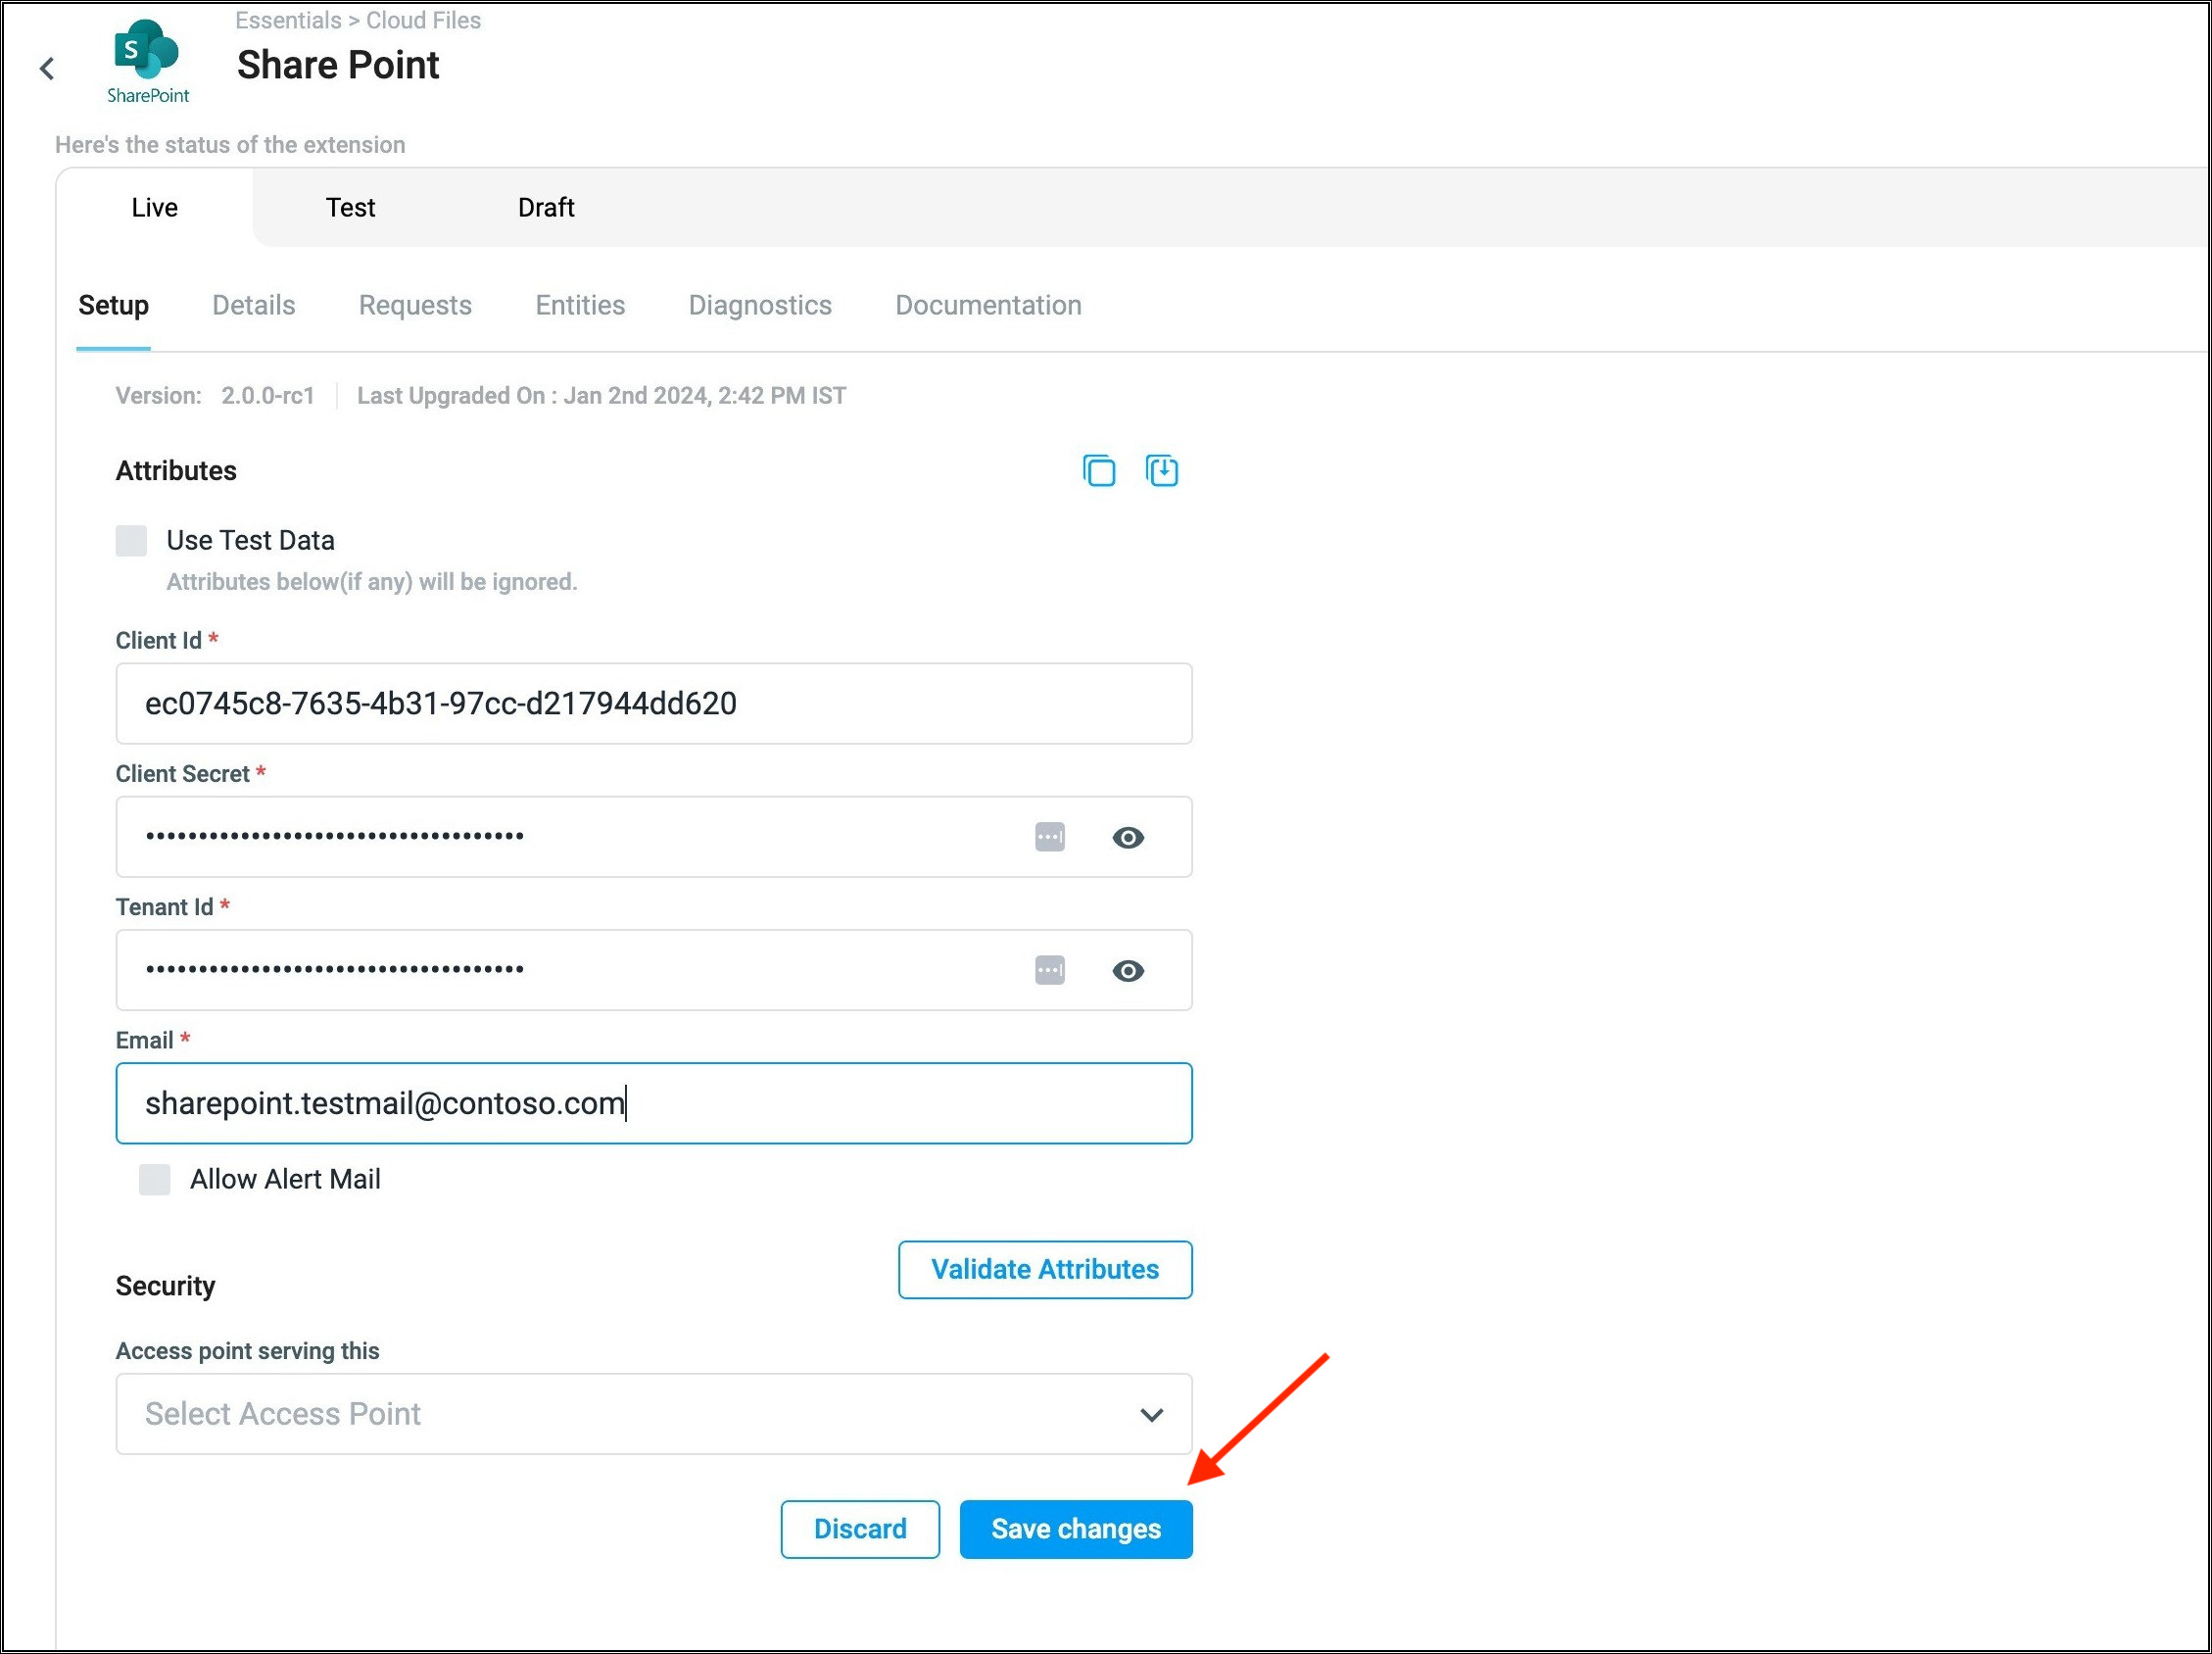 Essentials > Cloud Files
S
SharePoint
Share Point
Here's the status of the extension
Live Test Draft
Setup Details Requests Entities Diagnostics Documentation
Version: 2.0.0-rc1 Last Upgraded On : Jan 2nd 2024, 2:42 PM IST
Attributes
Use Test Data
Attributes below(if any) will be ignored.
Client Id *
ec0745c8-7635-4b31-97cc-d217944dd620
Client Secret *
••••••••••••••••••••••••••••••••••••
Tenant Id *
••••••••••••••••••••••••••••••••••••
Email *
sharepoint.testmail@contoso.com
Allow Alert Mail
Validate Attributes
Security
Access point serving this
Select Access Point
Discard Save changes